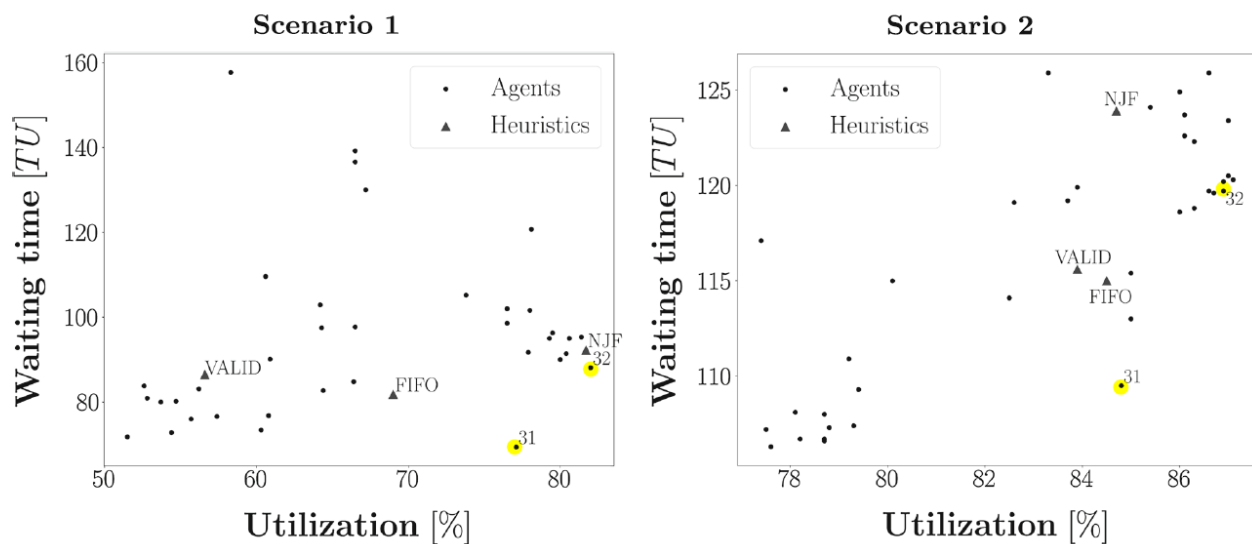 Scenario 1
160
140
120
100
80
Waiting time [TU]
Agents
Heuristics
NJF
32
VALID
FIFO
31
50 60 70 80
Utilization [%]
Scenario 2
125
120
115
110
Waiting time [TU]
Agents
Heuristics
NJF
32
VALID
FIFO
31
78 80 82 84 86
Utilization [%]